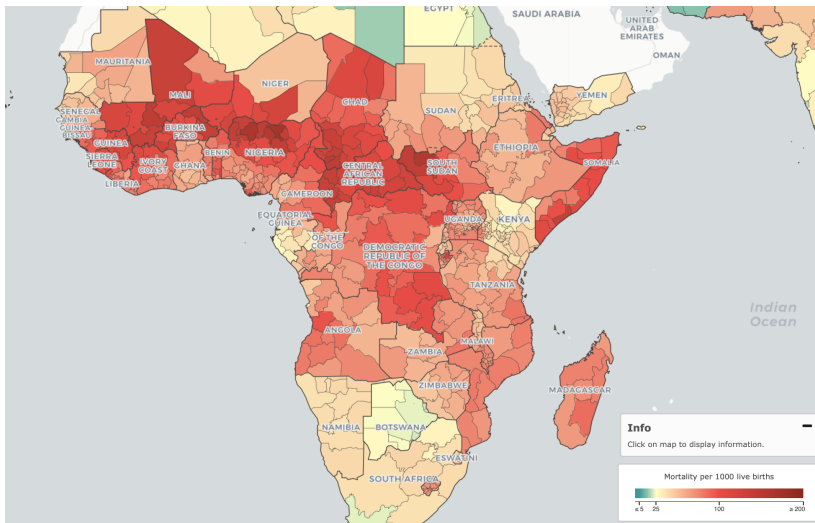 EGYPT
SAUDI ARABIA
UNITED
ARAB
EMIRATES
OMAN
MAURITANIA
MALI
NIGER
CHAD
SUDAN
ERITREA
YEMEN
SENEGAL
GAMBIA
GUINEA-
BISSAU
GUINEA
SIERRA
LEONE
LIBERIA
IVORY
COAST
BURKINA
FASO
GHANA
BENIN
NIGERIA
CAMEROON
CENTRAL
AFRICAN
REPUBLIC
SOUTH
SUDAN
ETHIOPIA
SOMALIA
EQUATORIAL
GUINEA
OF THE
CONGO
DEMOCRATIC
REPUBLIC OF
THE CONGO
UGANDA
KENYA
TANZANIA
ANGOLA
ZAMBIA
MALAWI
ZIMBABWE
MADAGASCAR
NAMIBIA
BOTSWANA
ESWATINI
SOUTH AFRICA
Indian
Ocean
Info
Click on map to display information.
Mortality per 1000 live births
≤ 5 25 100 ≥ 200